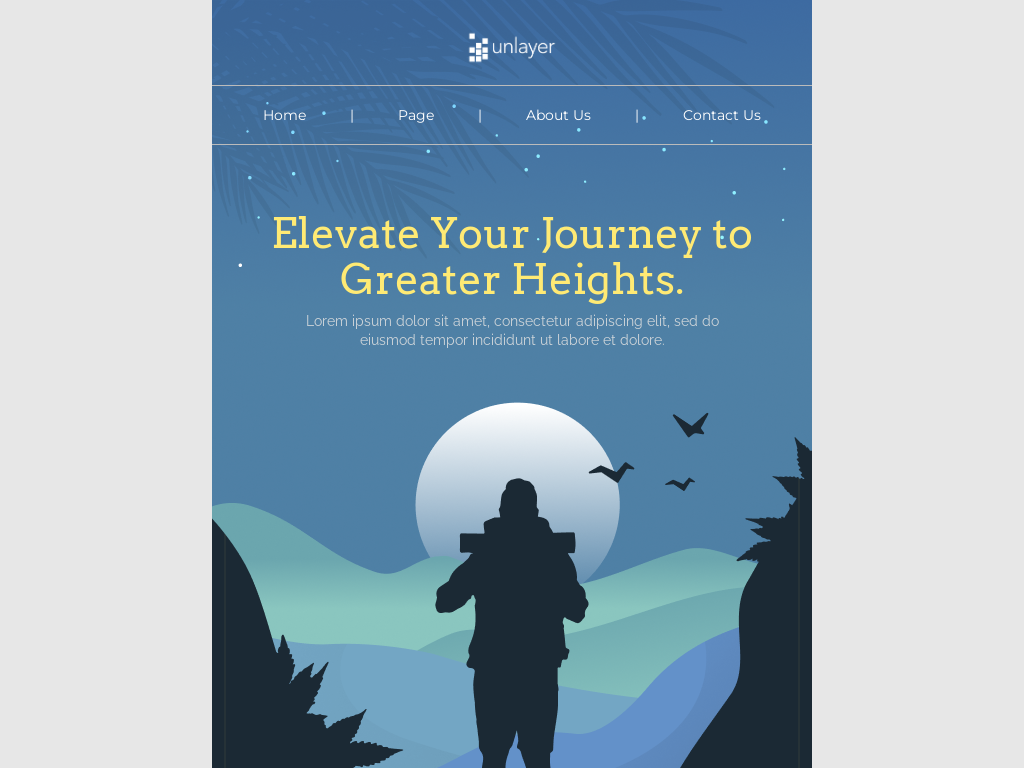 unlayer
Home | Page | About Us | Contact Us
Elevate Your Journey to
Greater Heights.
Lorem ipsum dolor sit amet, consectetur adipiscing elit, sed do
eiusmod tempor incididunt ut labore et dolore.